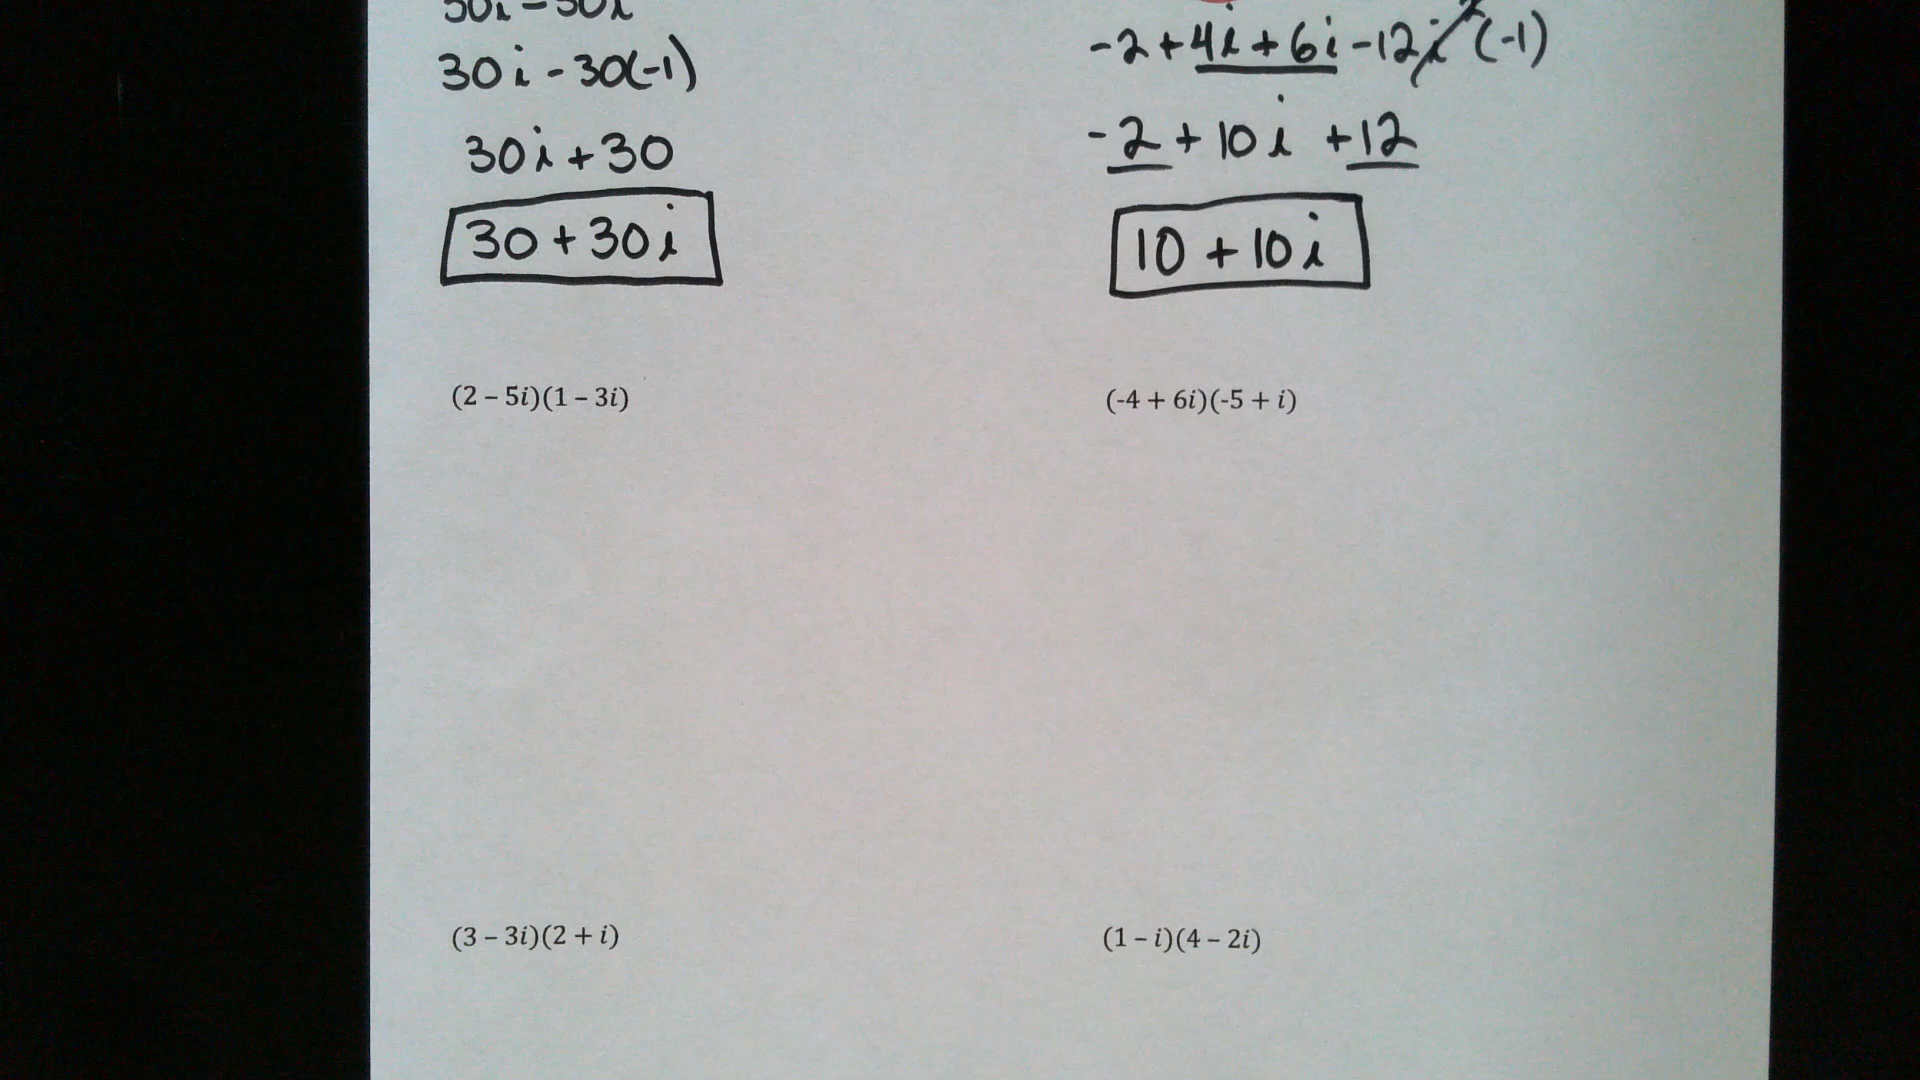 30i - 30(-1)
30i + 30
30 + 30i
-2 + 4i + 6i - 12i² (-1)
-2 + 10i + 12
10 + 10i
(2 – 5i)(1 – 3i)
(-4 + 6i)(-5 + i)
(3 – 3i)(2 + i)
(1 – i)(4 – 2i)